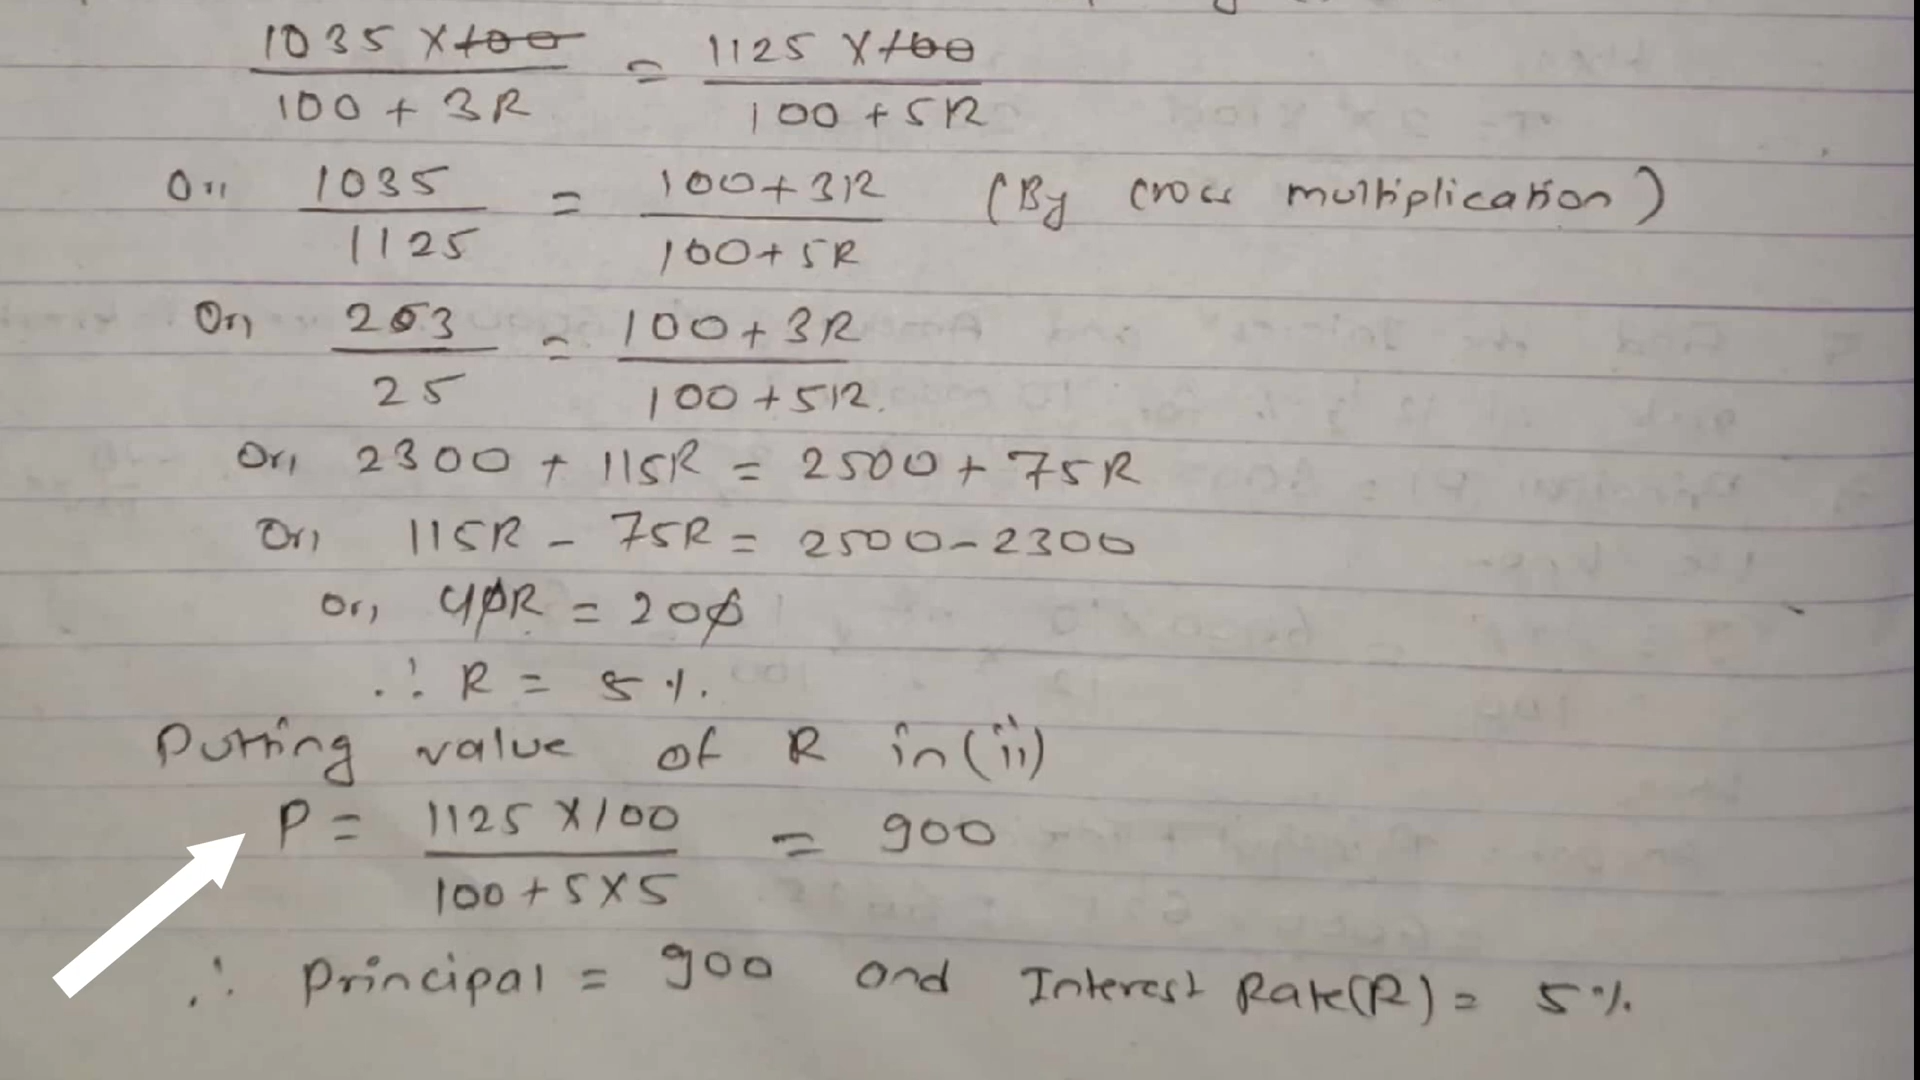 1035 X 100 / 100 + 3R = 1125 X 100 / 100 + 5R
Or, 1035 / 1125 = 100 + 3R / 100 + 5R (By cross multiplication)
Or, 203 / 25 = 100 + 3R / 100 + 5R.
Or, 2300 + 115R = 2500 + 75R
Or, 115R - 75R = 2500 - 2300
or, 40R = 200
∴ R = 5%.
Putting value of R in (ii)
P = 1125 X 100 / 100 + 5 X 5 = 900
∴ Principal = 900 and Interest Rate(R) = 5%